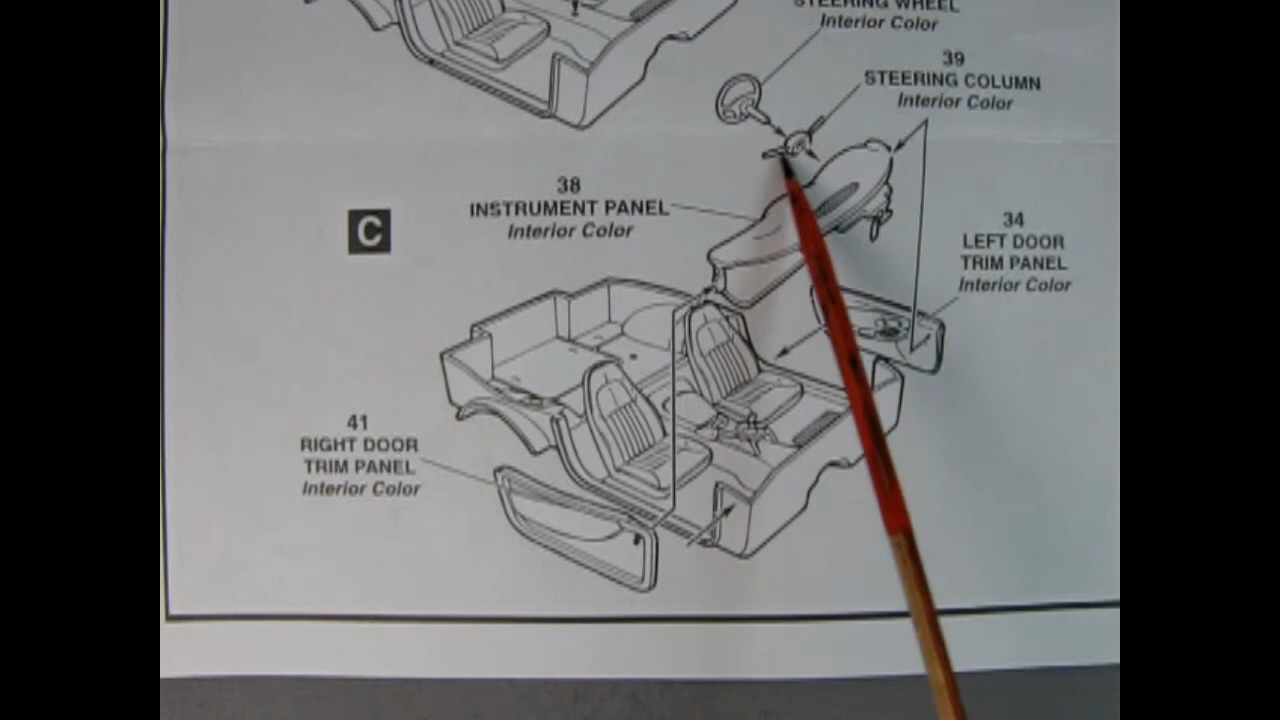 STEERING WHEEL
Interior Color
39
STEERING COLUMN
Interior Color
38
INSTRUMENT PANEL
Interior Color
C
34
LEFT DOOR
TRIM PANEL
Interior Color
41
RIGHT DOOR
TRIM PANEL
Interior Color